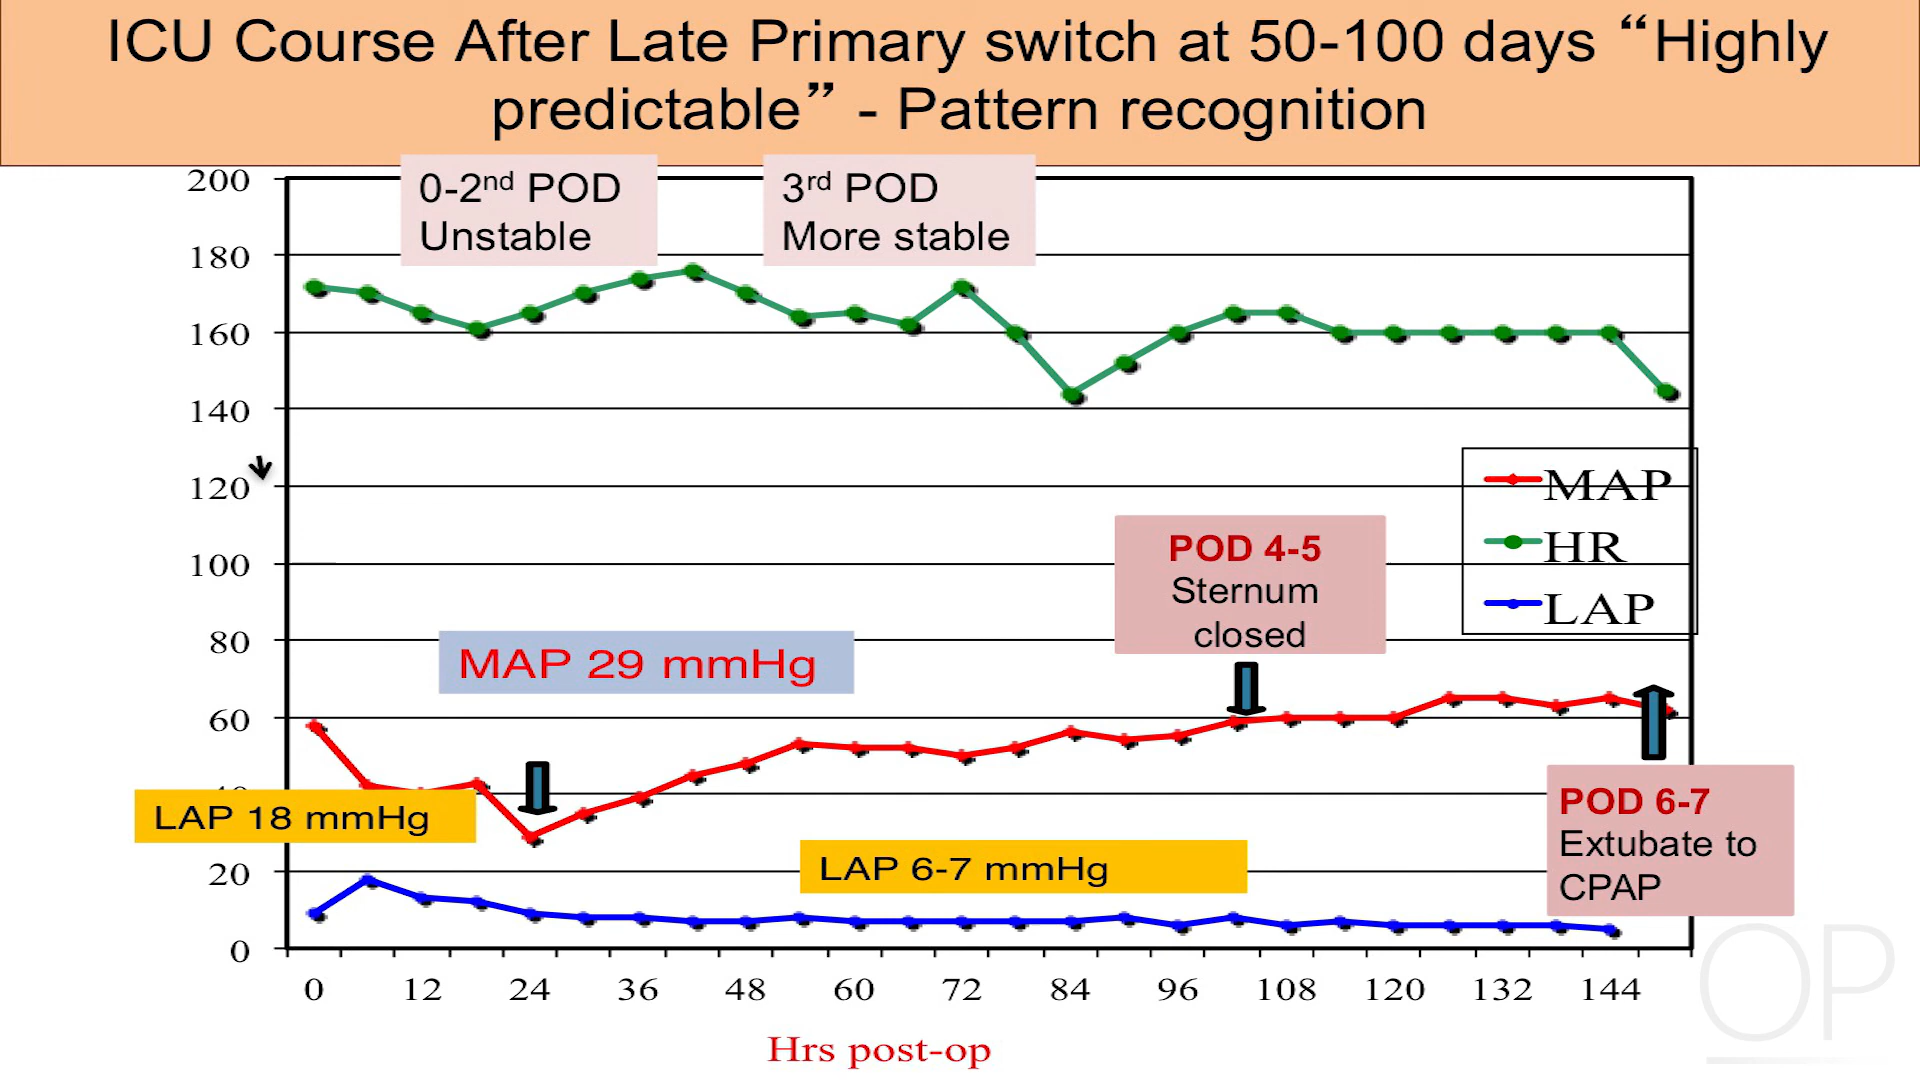 ICU Course After Late Primary switch at 50-100 days “Highly
predictable” - Pattern recognition
0-2nd POD
Unstable
3rd POD
More stable
200
180
160
140
120
100
80
60
40
20
0
MAP
HR
LAP
POD 4-5
Sternum
closed
MAP 29 mmHg
LAP 18 mmHg
LAP 6-7 mmHg
POD 6-7
Extubate to
CPAP
0 12 24 36 48 60 72 84 96 108 120 132 144
Hrs post-op
OP